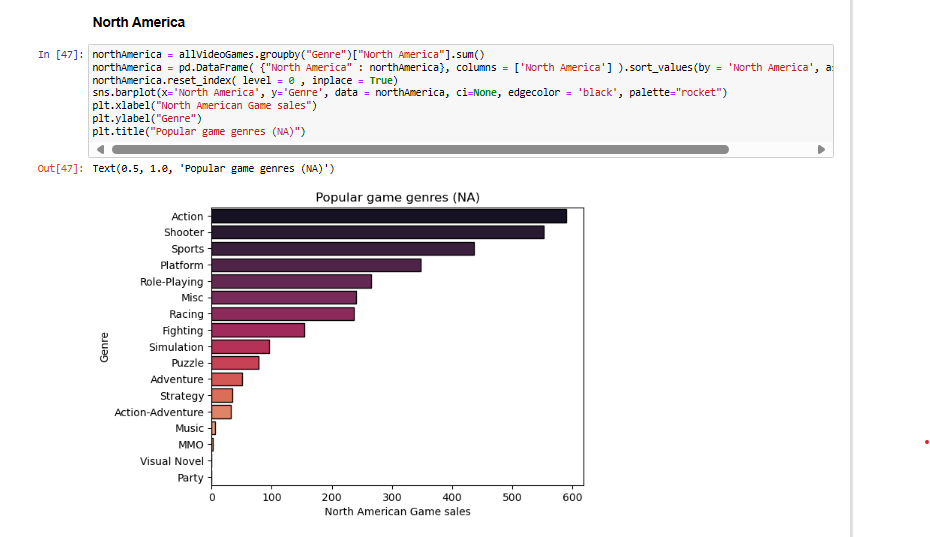 North America
In [47]: northAmerica = allVideoGames.groupby("Genre")["North America"].sum()
northAmerica = pd.DataFrame( {"North America" : northAmerica}, columns = ['North America'] ).sort_values(by = 'North America', a
northAmerica.reset_index( level = 0 , inplace = True)
sns.barplot(x='North America', y='Genre', data = northAmerica, ci=None, edgecolor = 'black', palette="rocket")
plt.xlabel("North American Game sales")
plt.ylabel("Genre")
plt.title("Popular game genres (NA)")
Out[47]: Text(0.5, 1.0, 'Popular game genres (NA)')
Popular game genres (NA)
Action
Shooter
Sports
Platform
Role-Playing
Misc
Racing
Fighting
Simulation
Puzzle
Adventure
Strategy
Action-Adventure
Music
MMO
Visual Novel
Party
Genre
0 100 200 300 400 500 600
North American Game sales